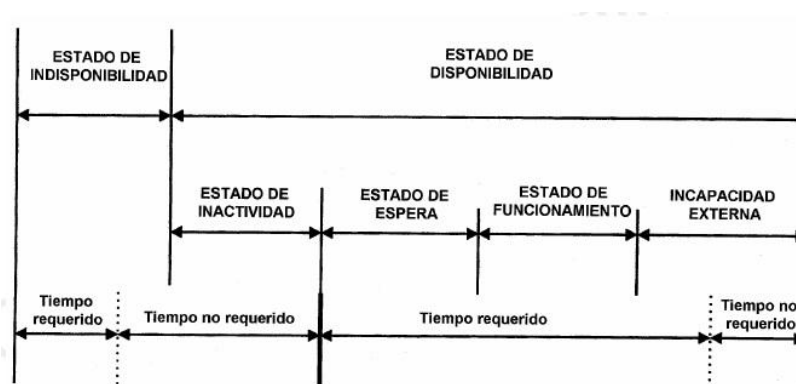 ESTADO DE
INDISPONIBILIDAD
ESTADO DE
DISPONIBILIDAD
ESTADO DE
INACTIVIDAD
ESTADO DE
ESPERA
ESTADO DE
FUNCIONAMIENTO
INCAPACIDAD
EXTERNA
Tiempo
requerido
Tiempo no requerido
Tiempo requerido
Tiempo no
requerido